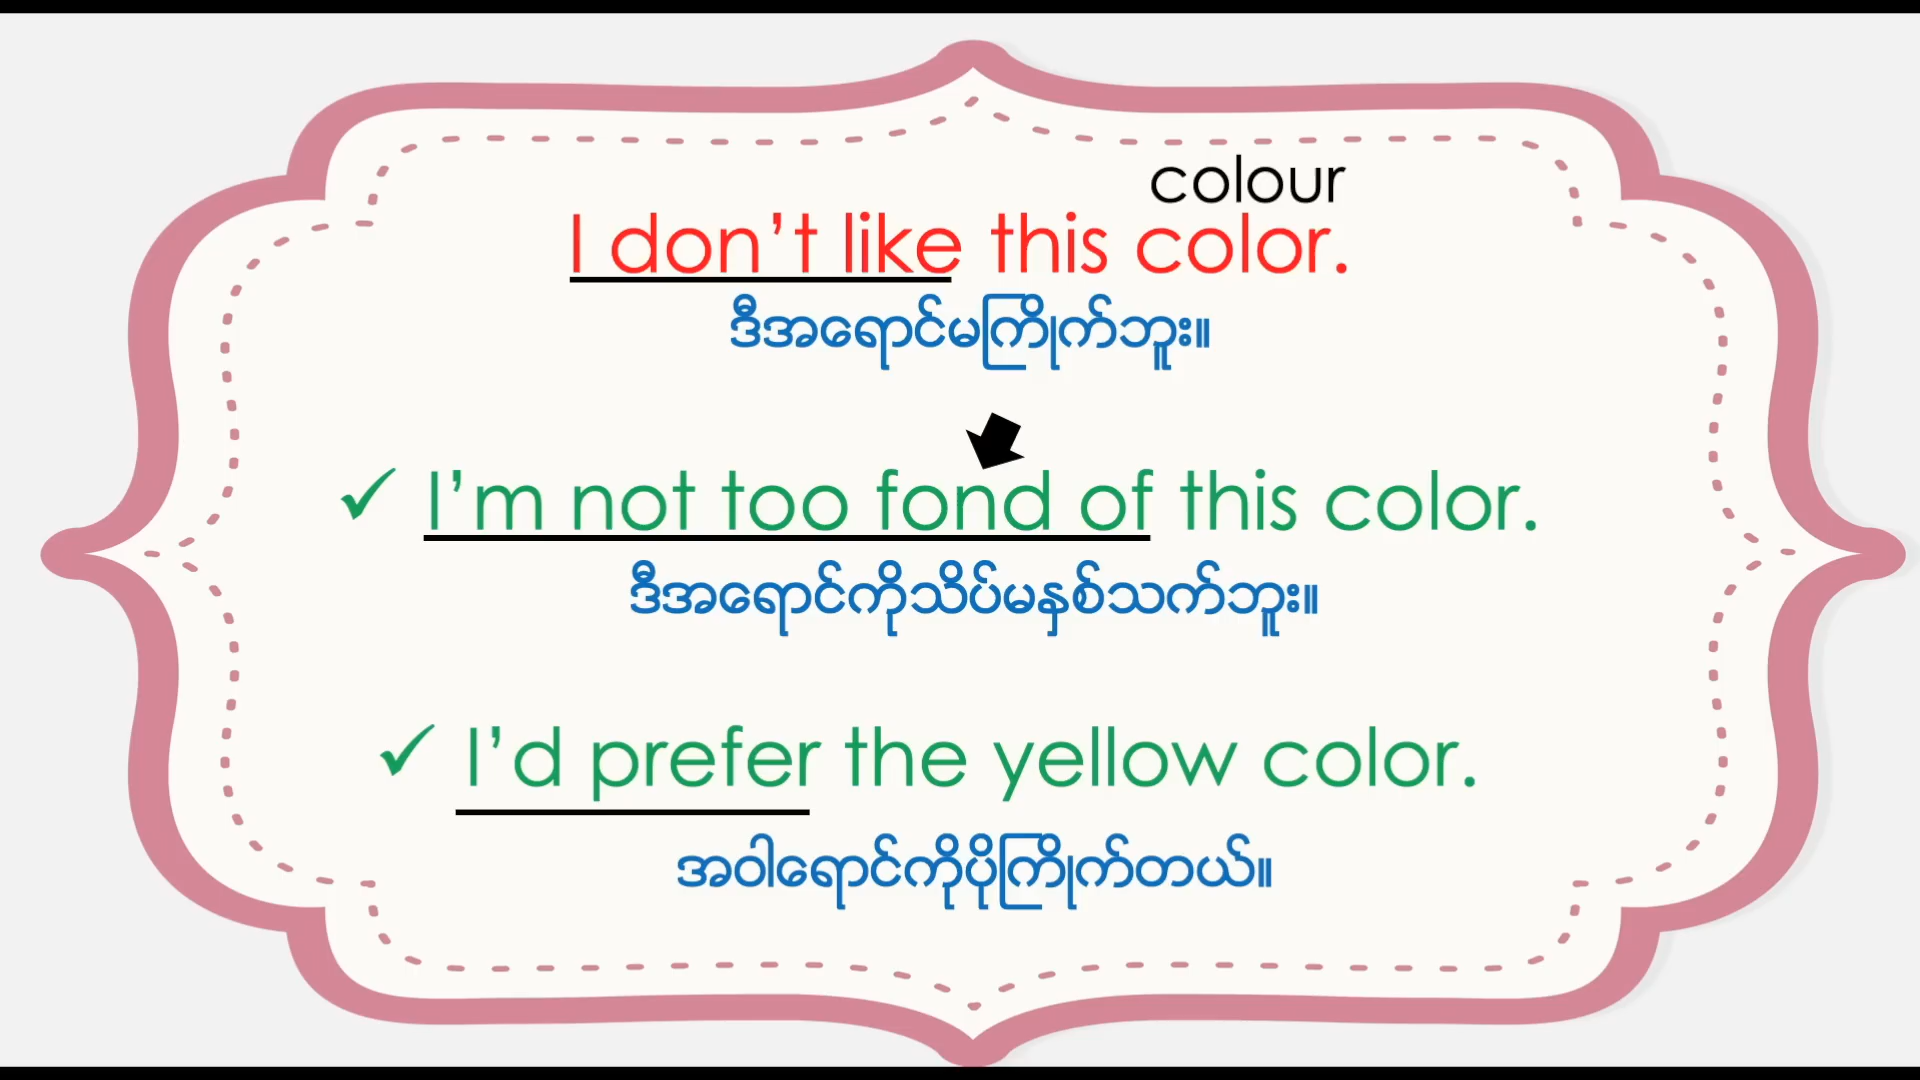 colour
I don’t like this color.
ဒီအရောင်မကြိုက်ဘူး။
✓ I’m not too fond of this color.
ဒီအရောင်ကိုသိပ်မနှစ်သက်ဘူး။
✓ I’d prefer the yellow color.
အဝါရောင်ကိုပိုကြိုက်တယ်။